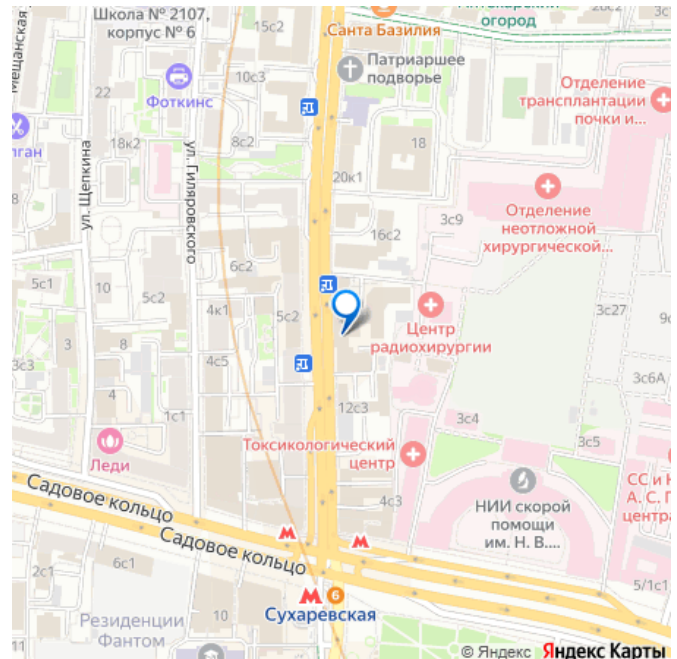 Школа № 2107,
корпус № 6
15с2
Санта Базилия
огород
Мещанская
Патриаршее
подворье
10с3
Фоткинс
22
Отделение
трансплантации
почки и...
18к2
8с2
18
ул. Щепкина
ул. Гиляровского
20к1
Отделение
неотложной
хирургической...
3с9
16с2
6с2
5с1
10
5с2
4к1
5с2
Центр
радиохирургии
3с27
3
8
3с3
4с5
3с6А
4
1с1
12с3
3с4
3с5
Леди
Токсикологический
центр
4с3
НИИ скорой
помощи
им. Н. В....
СС и
А. С.
центр
Садовое кольцо
Садовое кольцо
2с1
6с1
5/1с1
6
Сухаревская
Резиденции
Фантом
10
© Яндекс Яндекс Карты